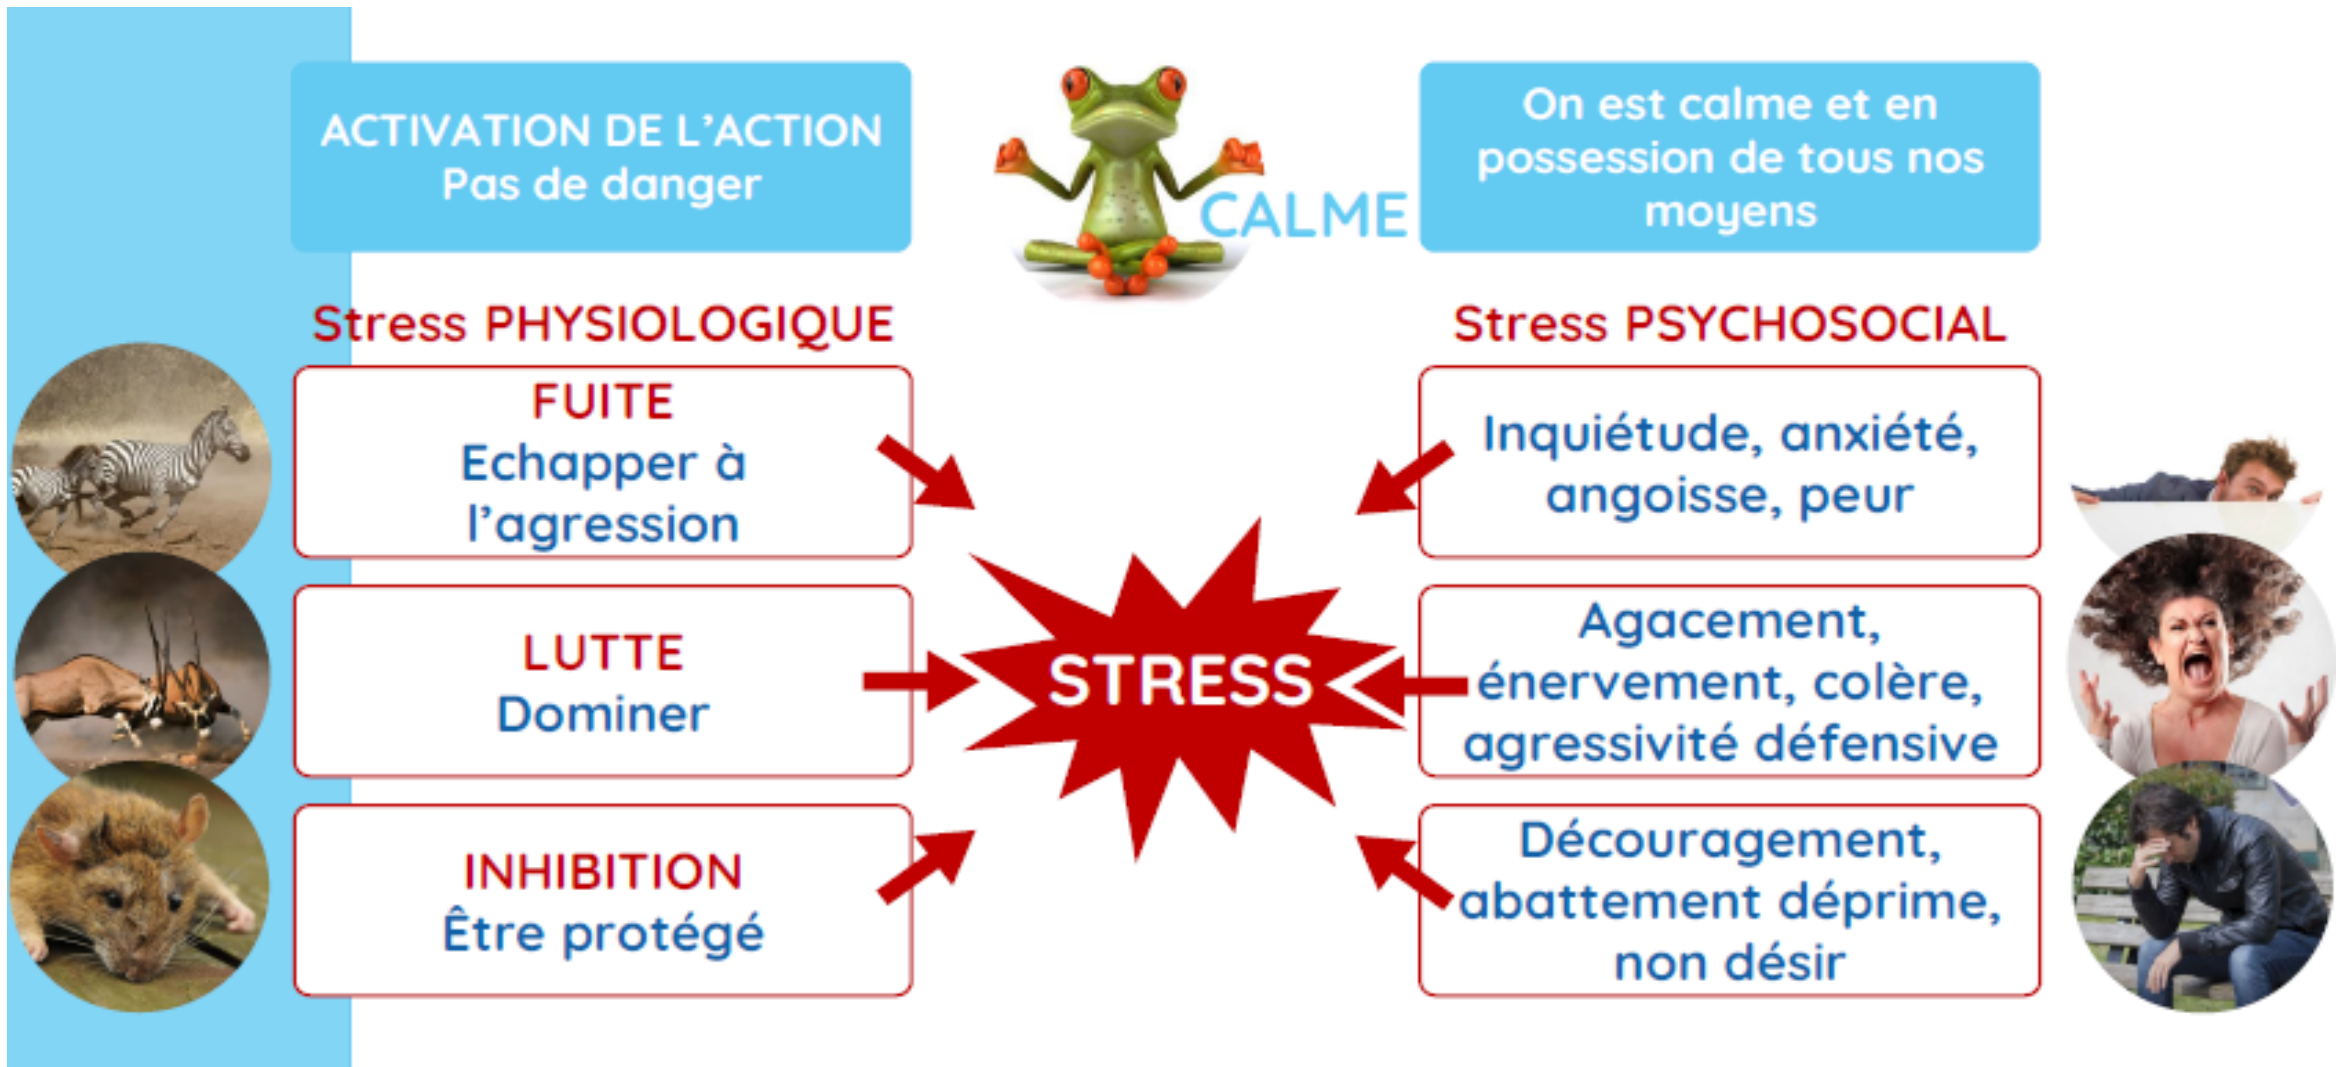 ACTIVATION DE L'ACTION
Pas de danger
CALME
On est calme et en
possession de tous nos
moyens
Stress PHYSIOLOGIQUE
Stress PSYCHOSOCIAL
FUITE
Echapper à
l'agression
Inquiétude, anxiété,
angoisse, peur
LUTTE
Dominer
STRESS
Agacement,
énervement, colère,
agressivité défensive
INHIBITION
Être protégé
Découragement,
abattement déprime,
non désir